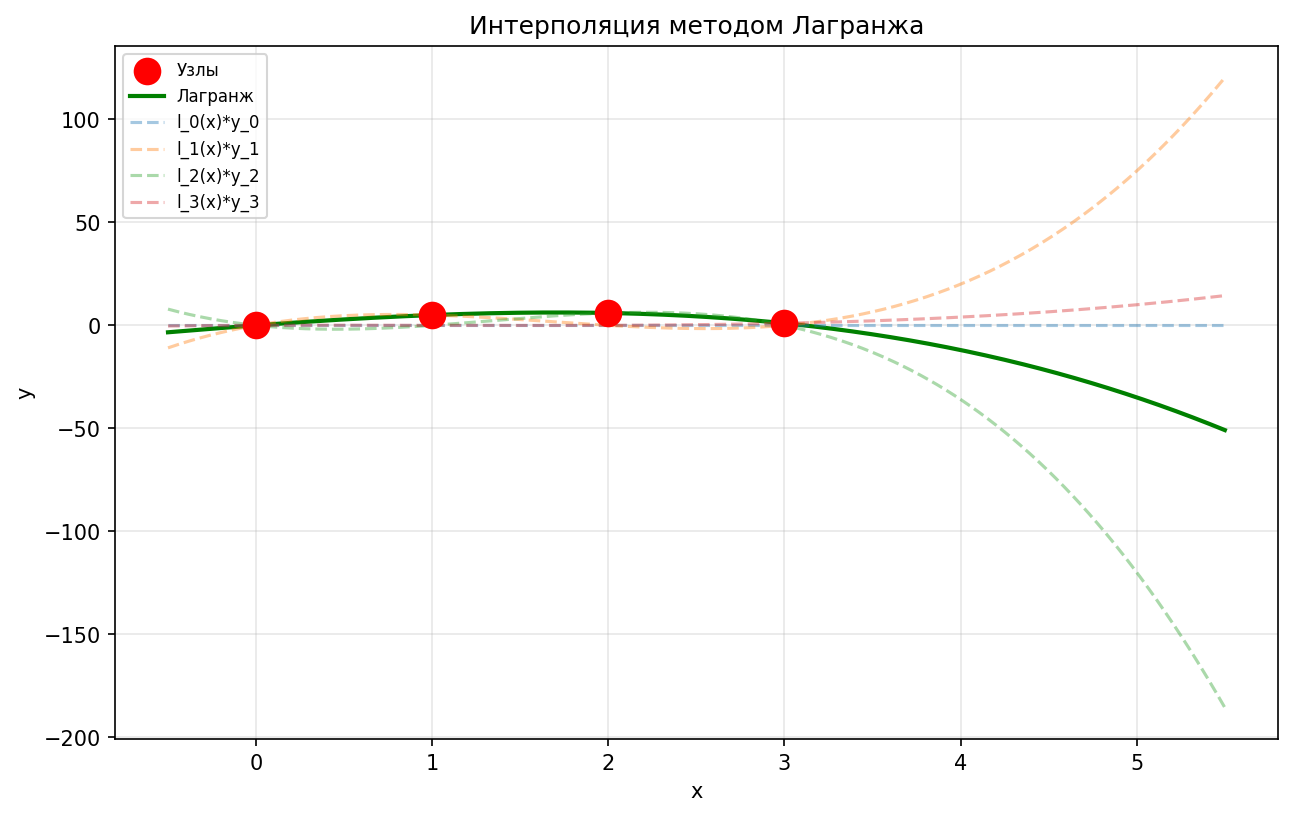 Интерполяция методом Лагранжа
Узлы
Лагранж
l_0(x)*y_0
l_1(x)*y_1
l_2(x)*y_2
l_3(x)*y_3
100
50
0
−50
−100
−150
−200
y
0 1 2 3 4 5
x